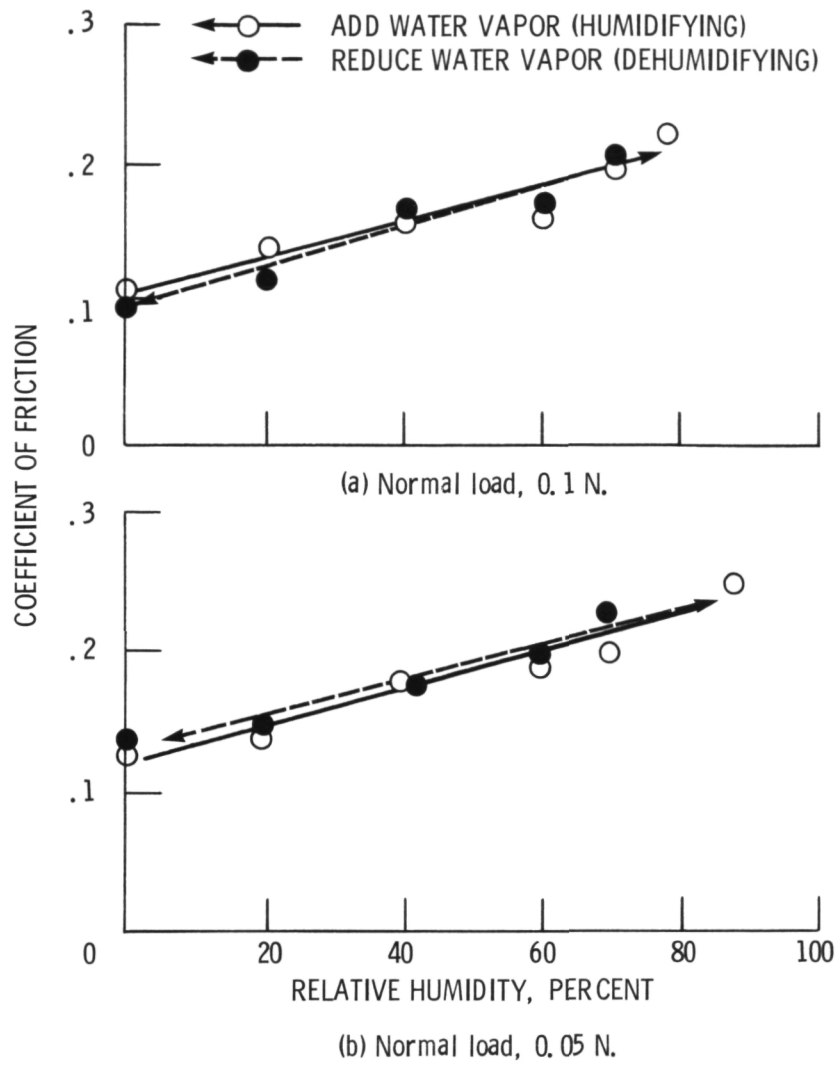 .3
ADD WATER VAPOR (HUMIDIFYING)
REDUCE WATER VAPOR (DEHUMIDIFYING)
.2
.1
0
(a) Normal load, 0.1 N.
COEFFICIENT OF FRICTION
.3
.2
.1
0 20 40 60 80 100
RELATIVE HUMIDITY, PERCENT
(b) Normal load, 0.05 N.